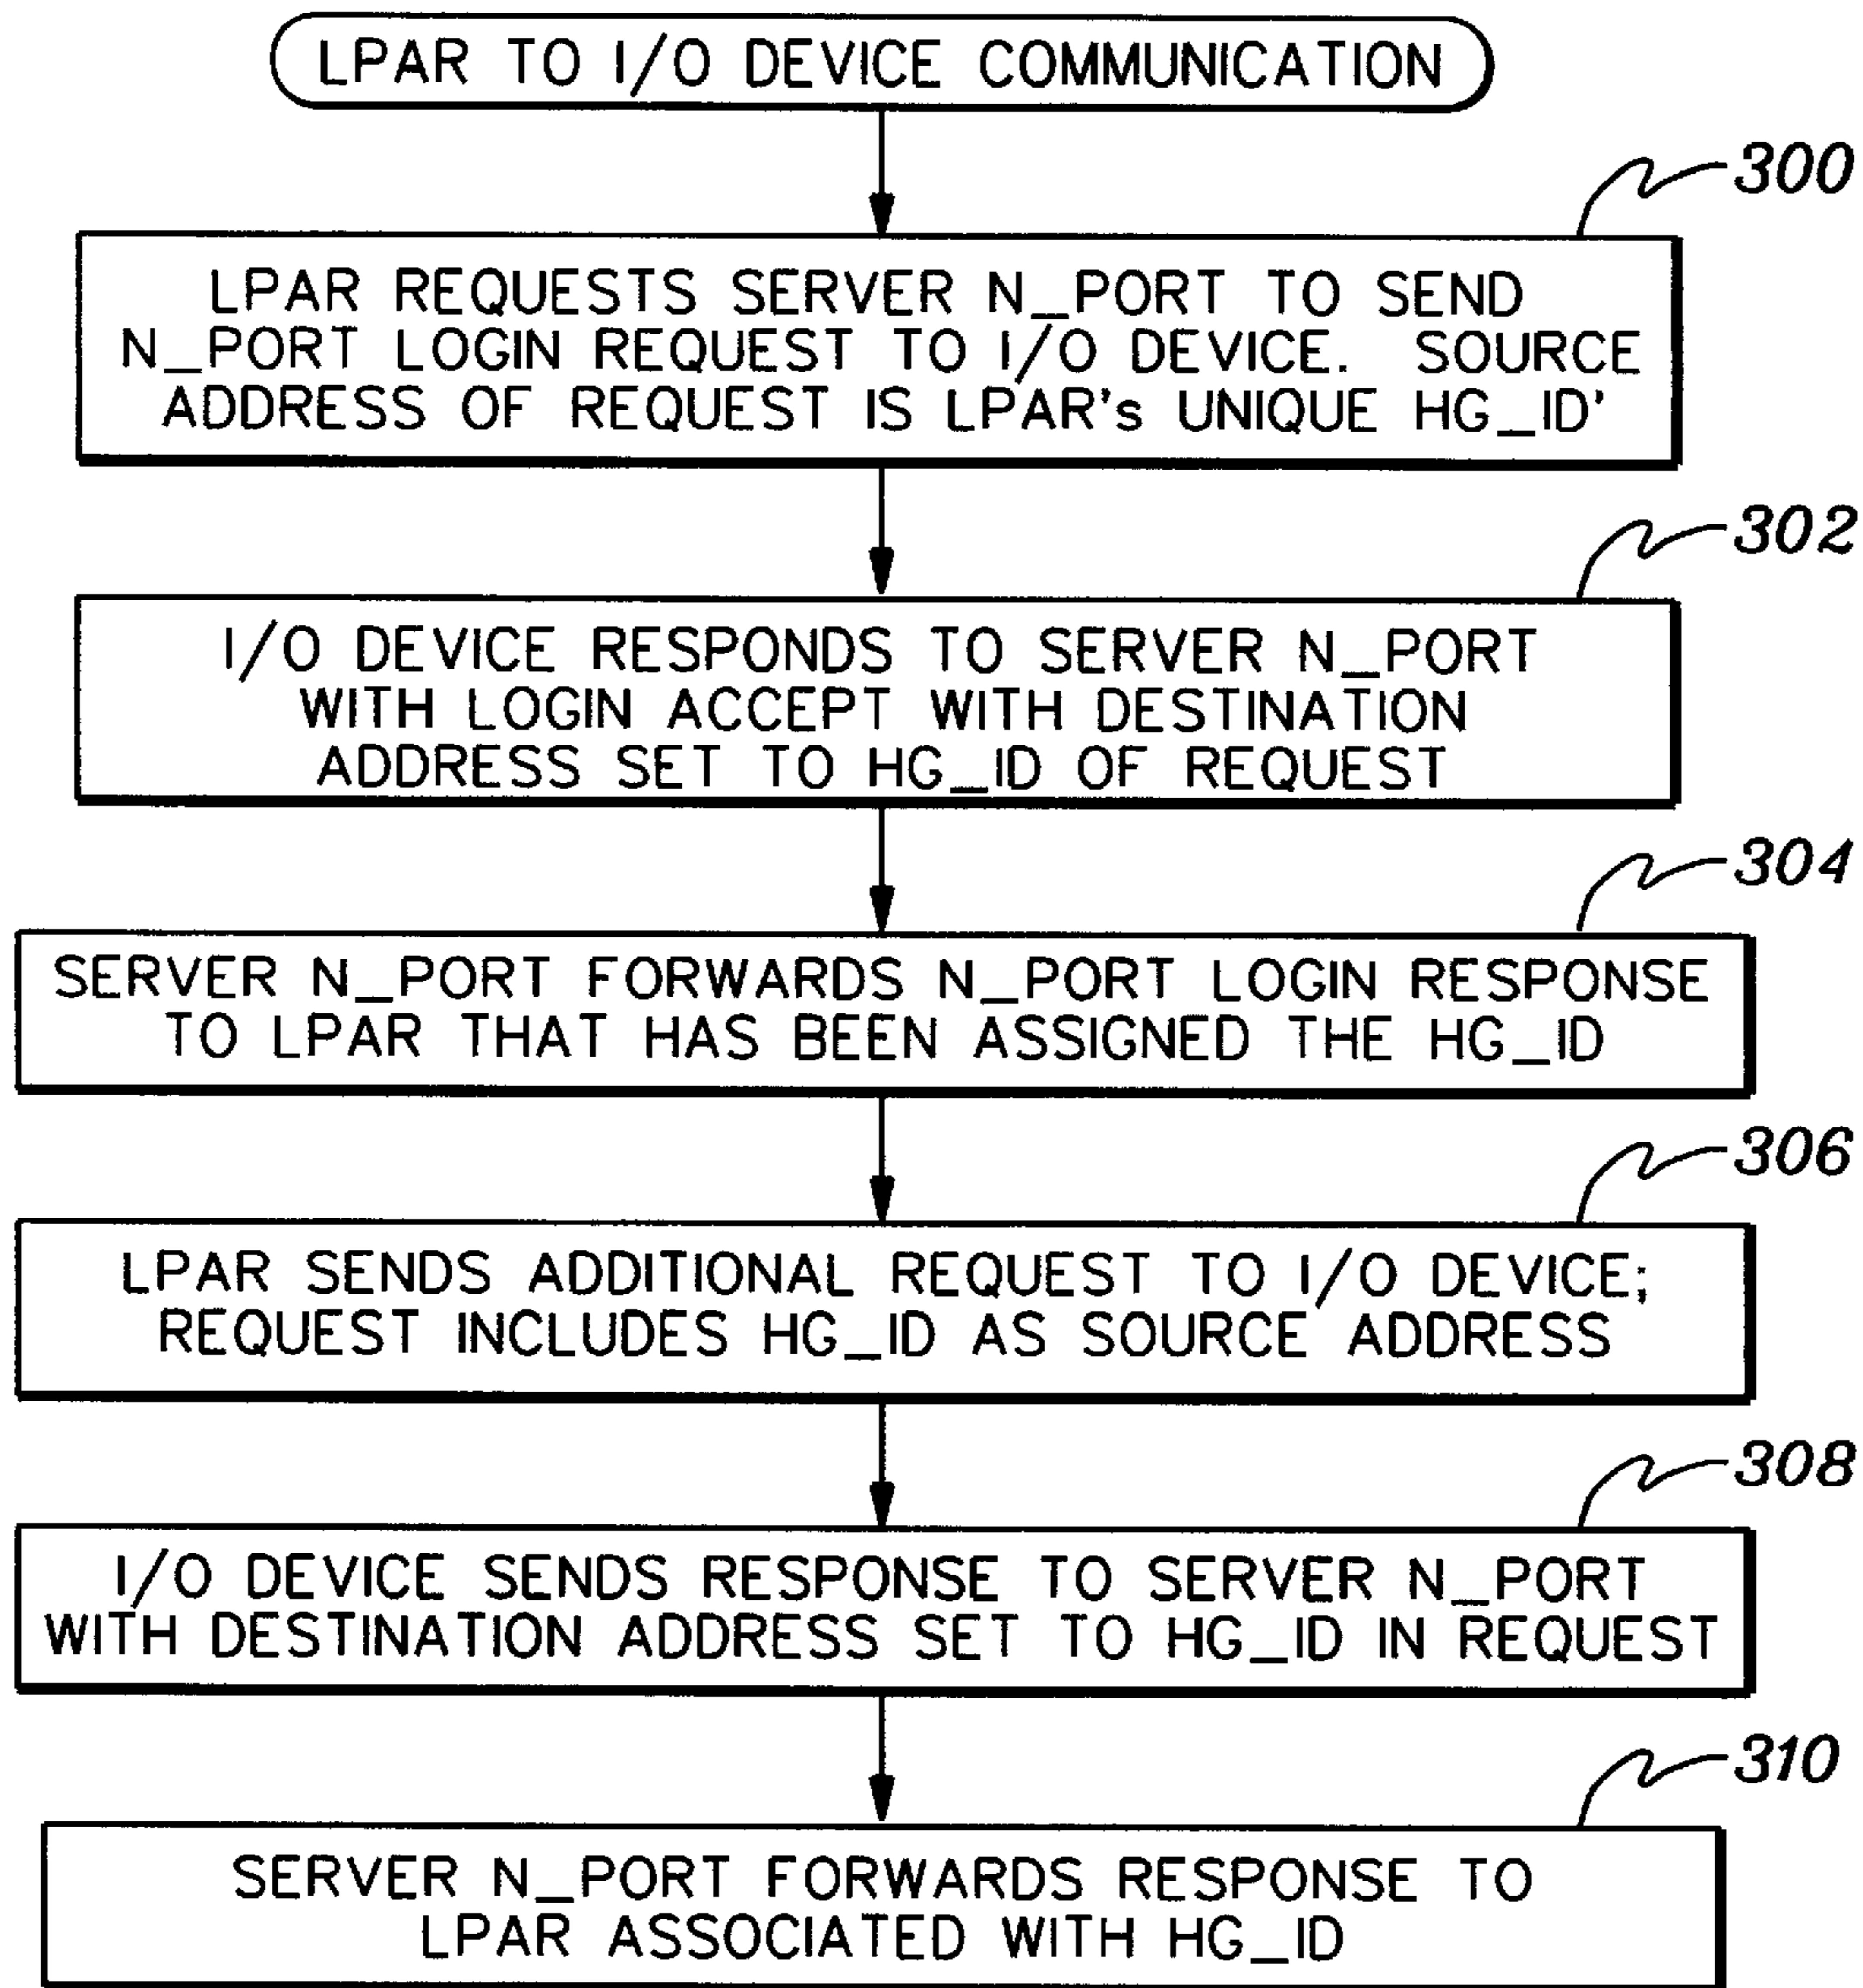 LPAR TO I/O DEVICE COMMUNICATION
300
LPAR REQUESTS SERVER N_PORT TO SEND
N_PORT LOGIN REQUEST TO I/O DEVICE. SOURCE
ADDRESS OF REQUEST IS LPAR's UNIQUE HG_ID'
302
I/O DEVICE RESPONDS TO SERVER N_PORT
WITH LOGIN ACCEPT WITH DESTINATION
ADDRESS SET TO HG_ID OF REQUEST
304
SERVER N_PORT FORWARDS N_PORT LOGIN RESPONSE
TO LPAR THAT HAS BEEN ASSIGNED THE HG_ID
306
LPAR SENDS ADDITIONAL REQUEST TO I/O DEVICE;
REQUEST INCLUDES HG_ID AS SOURCE ADDRESS
308
I/O DEVICE SENDS RESPONSE TO SERVER N_PORT
WITH DESTINATION ADDRESS SET TO HG_ID IN REQUEST
310
SERVER N_PORT FORWARDS RESPONSE TO
LPAR ASSOCIATED WITH HG_ID